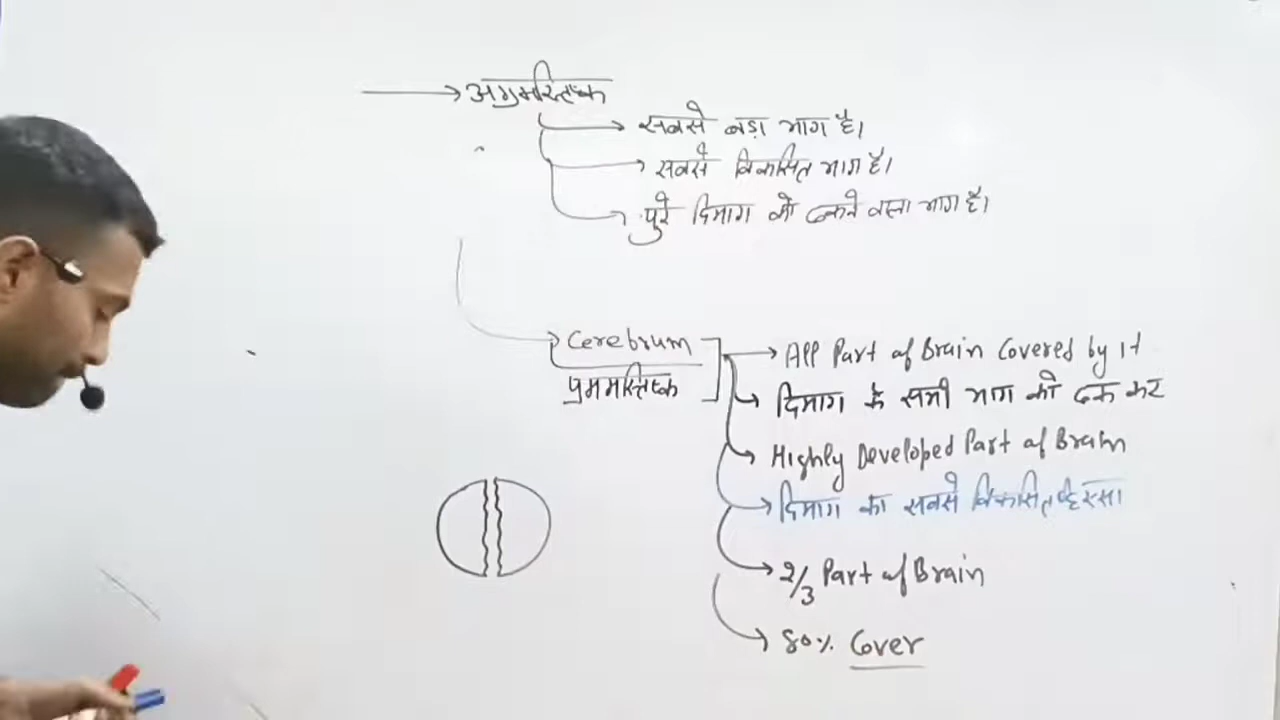 अग्रमस्तिष्क
सबसे बड़ा भाग है।
सबसे विकसित भाग है।
पुरे दिमाग को ढकने वाला भाग है।
Cerebrum
प्रममस्तिष्क
All Part of Brain Covered by it
दिमाग के सभी भाग को ढक कर
Highly Developed Part of Brain
दिमाग का सबसे विकसित हिस्सा
2/3 Part of Brain
80% Cover